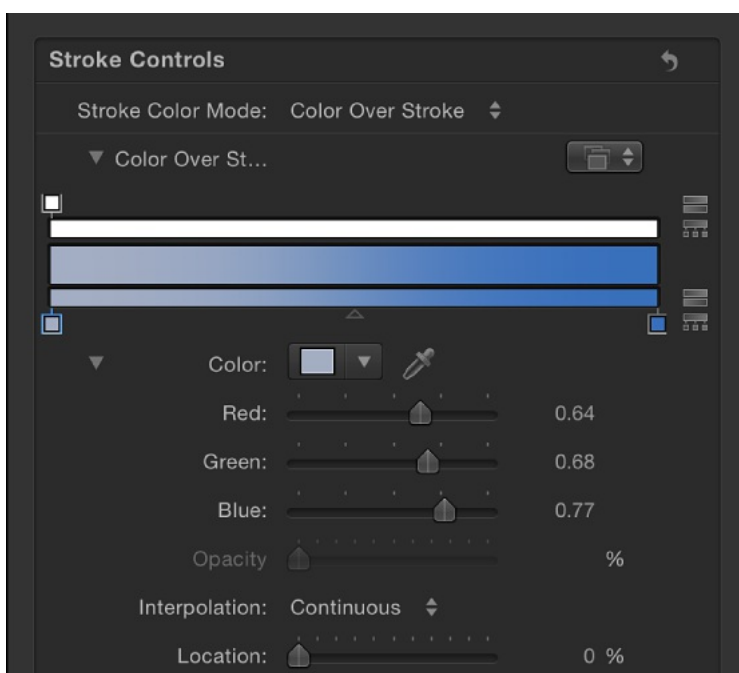 Stroke Controls
Stroke Color Mode: Color Over Stroke
Color Over St...
Color:
Red: 0.64
Green: 0.68
Blue: 0.77
Opacity %
Interpolation: Continuous
Location: 0 %